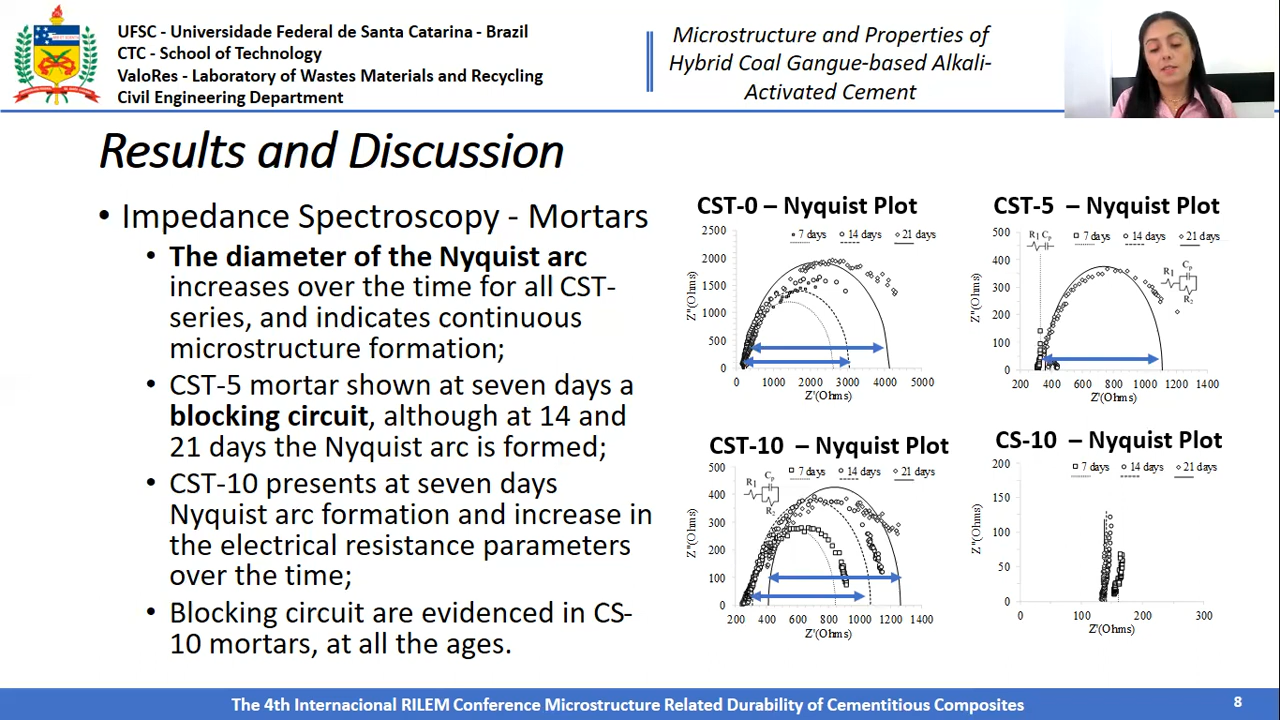 UFSC - Universidade Federal de Santa Catarina - Brazil
CTC - School of Technology
ValoRes - Laboratory of Wastes Materials and Recycling
Civil Engineering Department
Microstructure and Properties of
Hybrid Coal Gangue-based Alkali-
Activated Cement
Results and Discussion
• Impedance Spectroscopy - Mortars
• The diameter of the Nyquist arc
increases over the time for all CST-
series, and indicates continuous
microstructure formation;
• CST-5 mortar shown at seven days a
blocking circuit, although at 14 and
21 days the Nyquist arc is formed;
• CST-10 presents at seven days
Nyquist arc formation and increase in
the electrical resistance parameters
over the time;
• Blocking circuit are evidenced in CS-
10 mortars, at all the ages.
CST-0 – Nyquist Plot
7 days 14 days 21 days
2500
2000
1500
1000
500
0
Z"(Ohms)
0 1000 2000 3000 4000 5000
Z'(Ohms)
CST-5 – Nyquist Plot
R1 Cp
7 days 14 days 21 days
Cp
R1
R2
500
400
300
200
100
0
Z"(Ohms)
200 400 600 800 1000 1200 1400
Z'(Ohms)
CST-10 – Nyquist Plot
7 days 14 days 21 days
Cp
R1
R2
500
400
300
200
100
0
Z"(Ohms)
200 400 600 800 1000 1200 1400
Z'(Ohms)
CS-10 – Nyquist Plot
7 days 14 days 21 days
200
150
100
50
0
Z"(Ohms)
0 100 200 300
Z'(Ohms)
The 4th Internacional RILEM Conference Microstructure Related Durability of Cementitious Composites
8